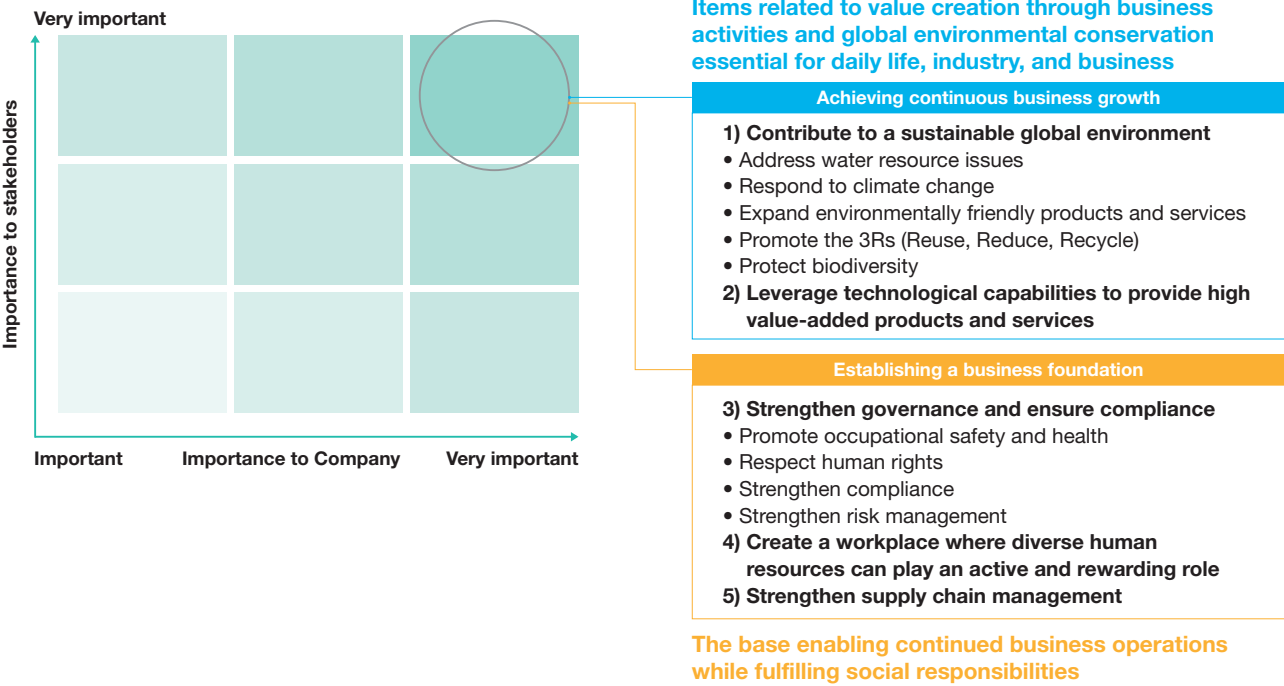 Very important
Importance to stakeholders
Important
Importance to Company
Very important
Items related to value creation through business
activities and global environmental conservation
essential for daily life, industry, and business
Achieving continuous business growth
1) Contribute to a sustainable global environment
• Address water resource issues
• Respond to climate change
• Expand environmentally friendly products and services
• Promote the 3Rs (Reuse, Reduce, Recycle)
• Protect biodiversity
2) Leverage technological capabilities to provide high
value-added products and services
Establishing a business foundation
3) Strengthen governance and ensure compliance
• Promote occupational safety and health
• Respect human rights
• Strengthen compliance
• Strengthen risk management
4) Create a workplace where diverse human
resources can play an active and rewarding role
5) Strengthen supply chain management
The base enabling continued business operations
while fulfilling social responsibilities